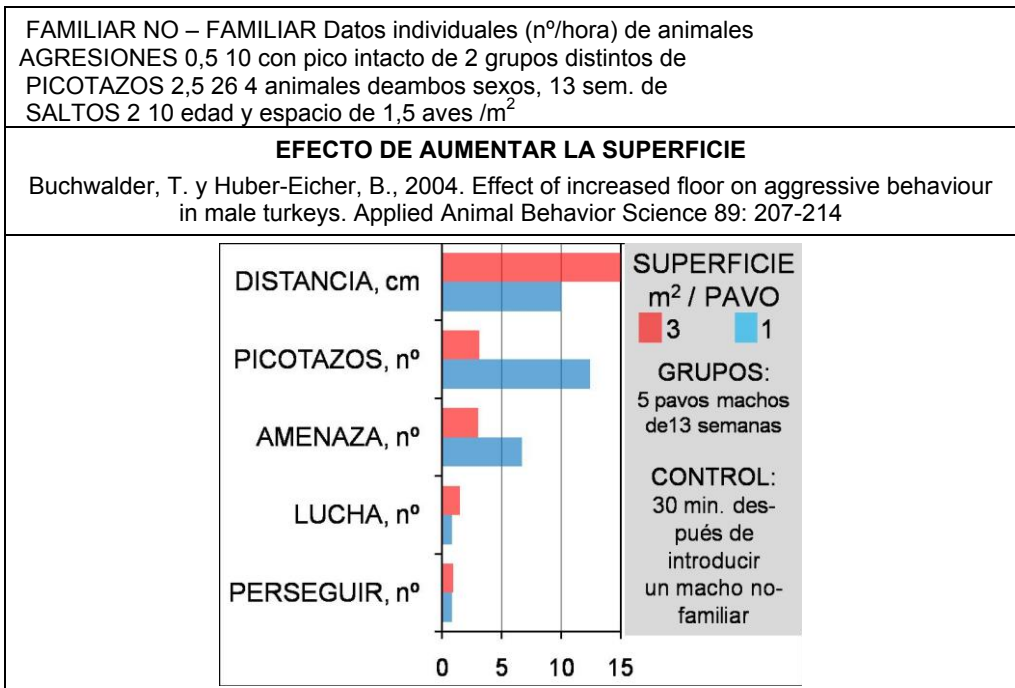 FAMILIAR NO – FAMILIAR Datos individuales (nº/hora) de animales
AGRESIONES 0,5 10 con pico intacto de 2 grupos distintos de
PICOTAZOS 2,5 26 4 animales deambos sexos, 13 sem. de
SALTOS 2 10 edad y espacio de 1,5 aves /m²
EFECTO DE AUMENTAR LA SUPERFICIE
Buchwalder, T. y Huber-Eicher, B., 2004. Effect of increased floor on aggressive behaviour
in male turkeys. Applied Animal Behavior Science 89: 207-214
DISTANCIA, cm
PICOTAZOS, nº
AMENAZA, nº
LUCHA, nº
PERSEGUIR, nº
0 5 10 15
SUPERFICIE
m² / PAVO
3 1
GRUPOS:
5 pavos machos
de13 semanas
CONTROL:
30 min. des-
pués de
introducir
un macho no-
familiar